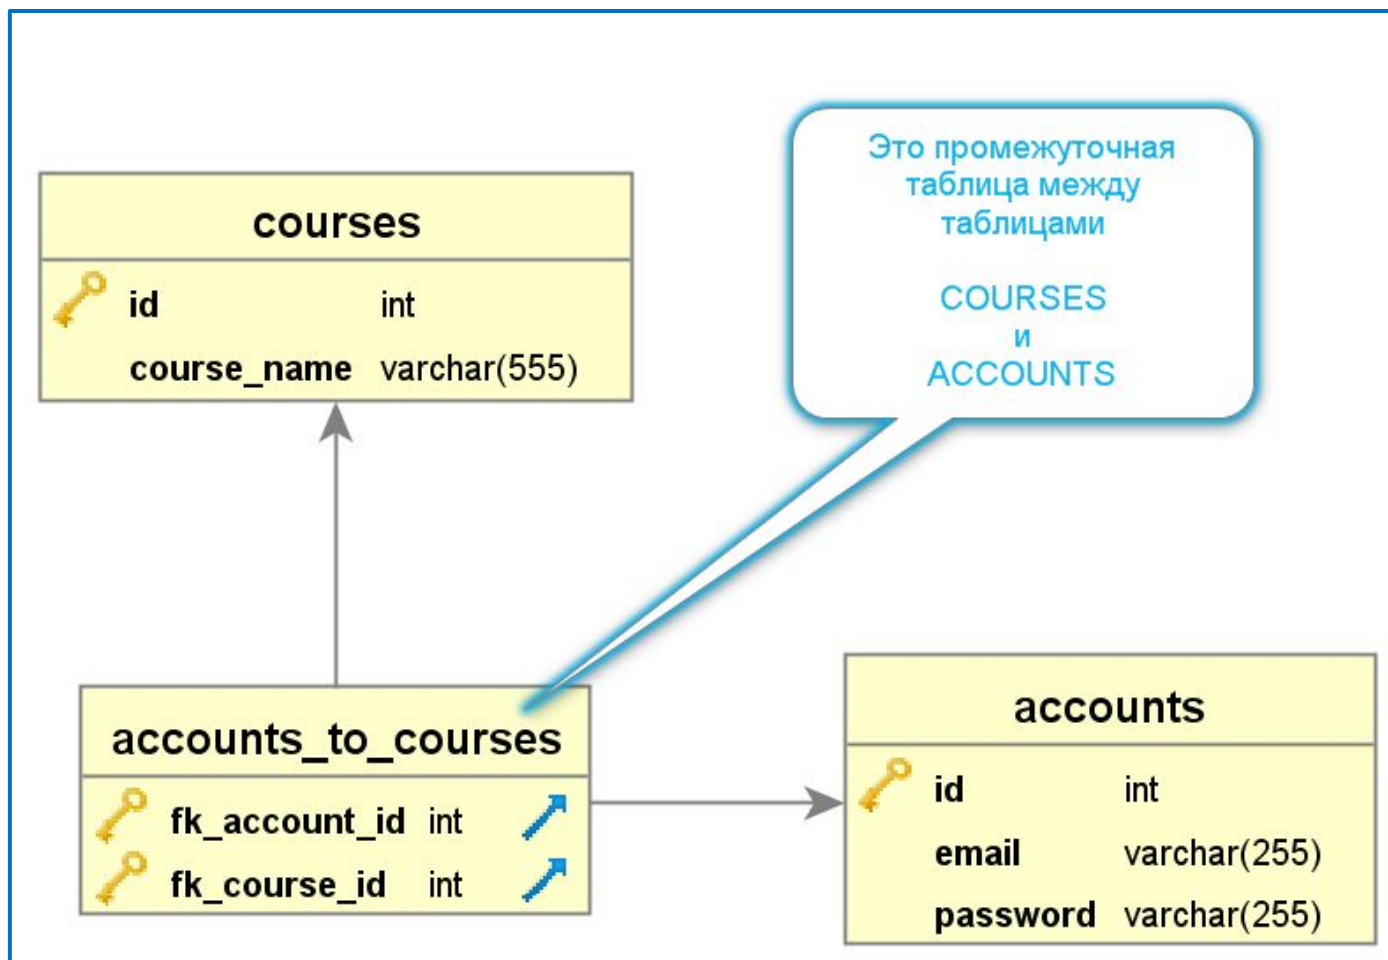 Это промежуточная
таблица между
таблицами
COURSES
и
ACCOUNTS
courses
id int
course_name varchar(555)
accounts_to_courses
fk_account_id int
fk_course_id int
accounts
id int
email varchar(255)
password varchar(255)